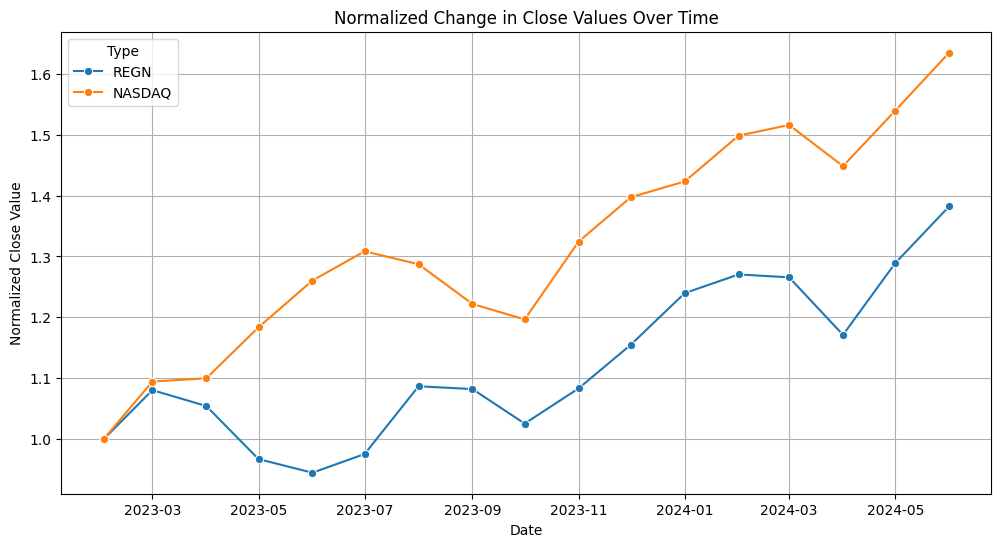 Normalized Change in Close Values Over Time
Type
REGN
NASDAQ
Normalized Close Value
1.6
1.5
1.4
1.3
1.2
1.1
1.0
2023-03 2023-05 2023-07 2023-09 2023-11 2024-01 2024-03 2024-05
Date